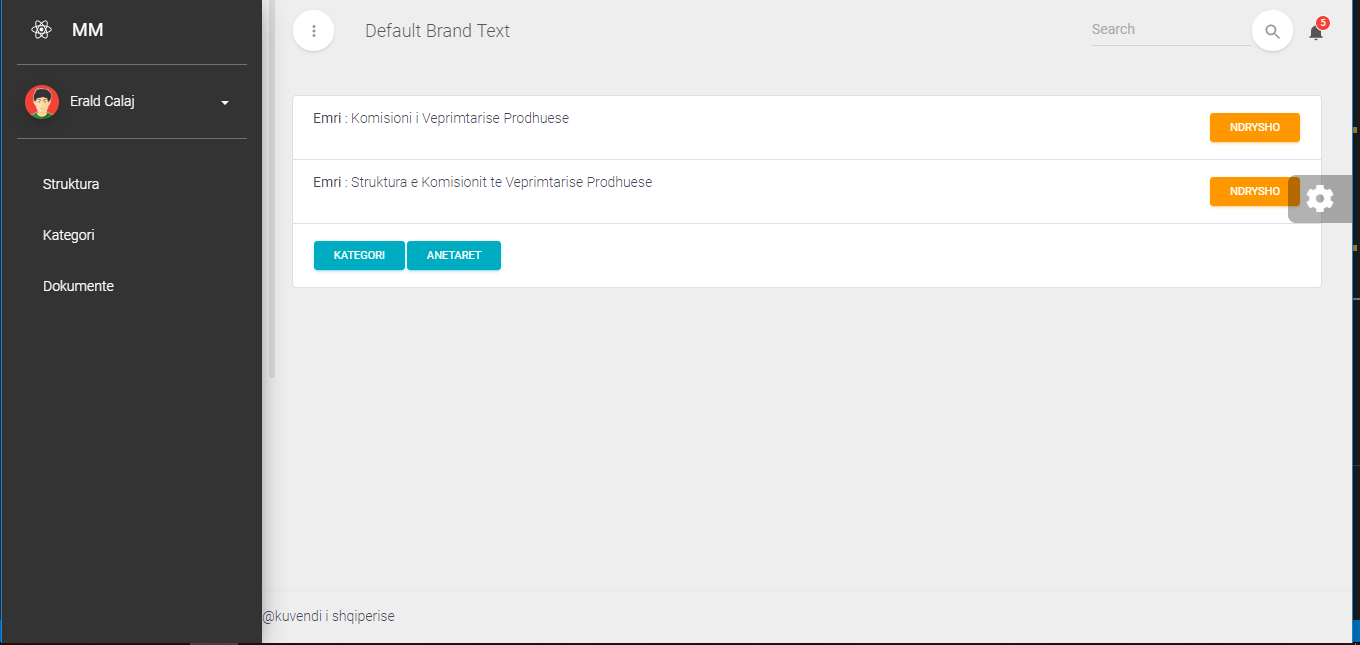 MM
Erald Calaj
Struktura
Kategori
Dokumente
Default Brand Text
Search
5
Emri : Komisioni i Veprimtarise Prodhuese
NDRYSHO
Emri : Struktura e Komisionit te Veprimtarise Prodhuese
NDRYSHO
KATEGORI ANETARET
@kuvendi i shqiperise